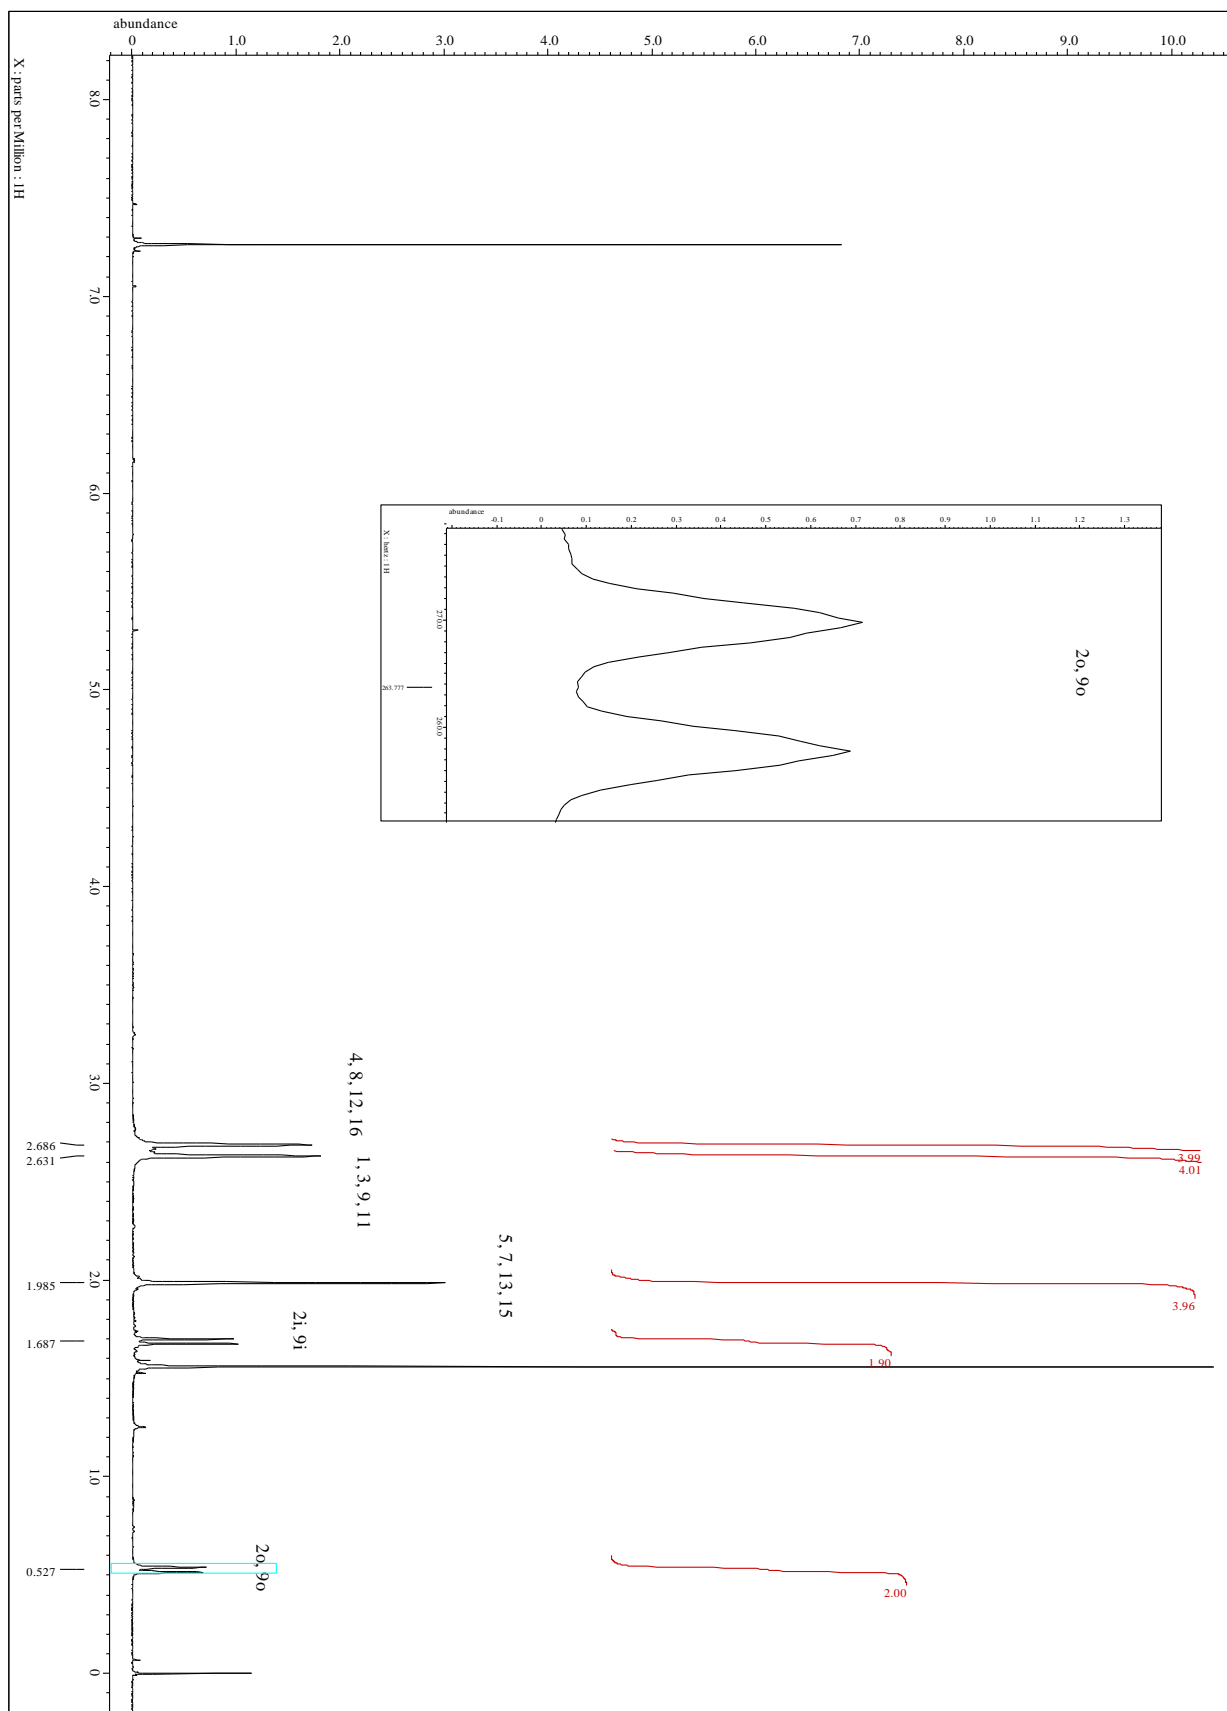 abundance
0 1.0 2.0 3.0 4.0 5.0 6.0 7.0 8.0 9.0 10.0
X : parts per Million : 1H
8.0
7.0
6.0
5.0
4.0
3.0
2.0
1.0
0
abundance
-0.1 0 0.1 0.2 0.3 0.4 0.5 0.6 0.7 0.8 0.9 1.0 1.1 1.2 1.3
X : hertz : 1H
270.0
260.0
263.777
2o, 9o
4, 8, 12, 16
1, 3, 9, 11
5, 7, 13, 15
2i, 9i
2o, 9o
2.686
2.631
1.985
1.687
0.527
3.99
4.01
3.96
1.90
2.00